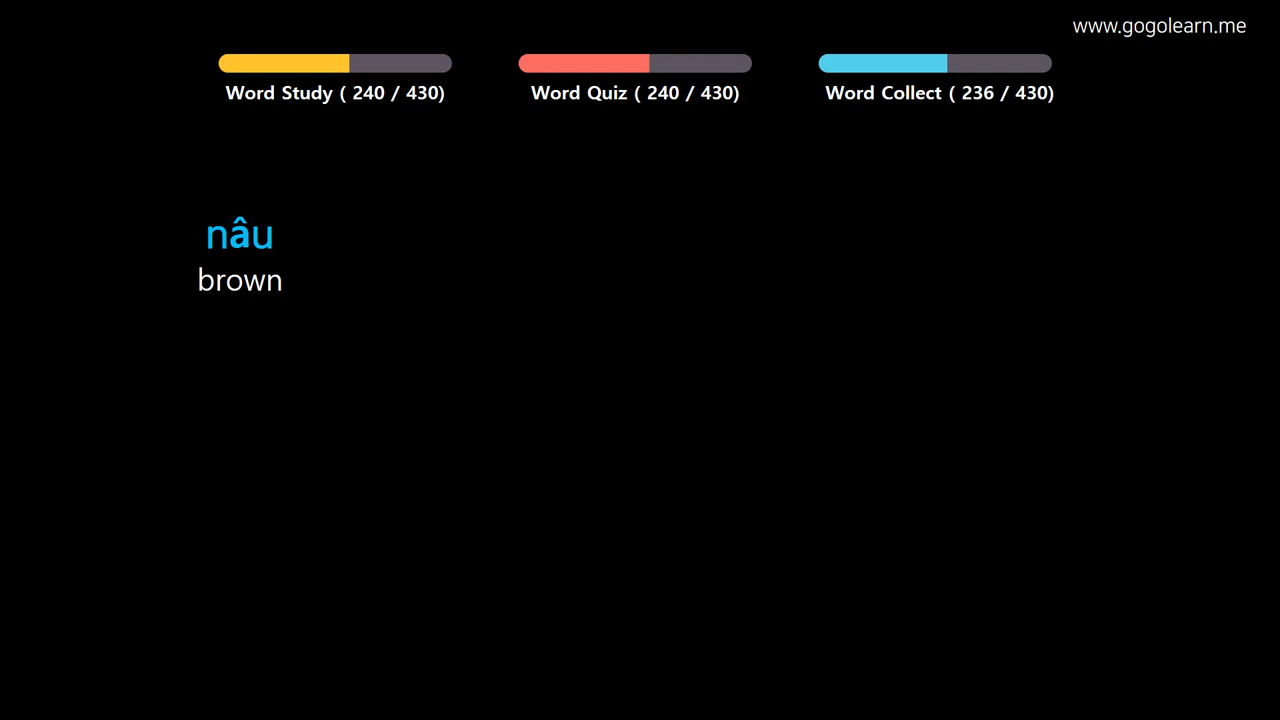 www.gogolearn.me
Word Study ( 240 / 430)
Word Quiz ( 240 / 430)
Word Collect ( 236 / 430)
nâu
brown